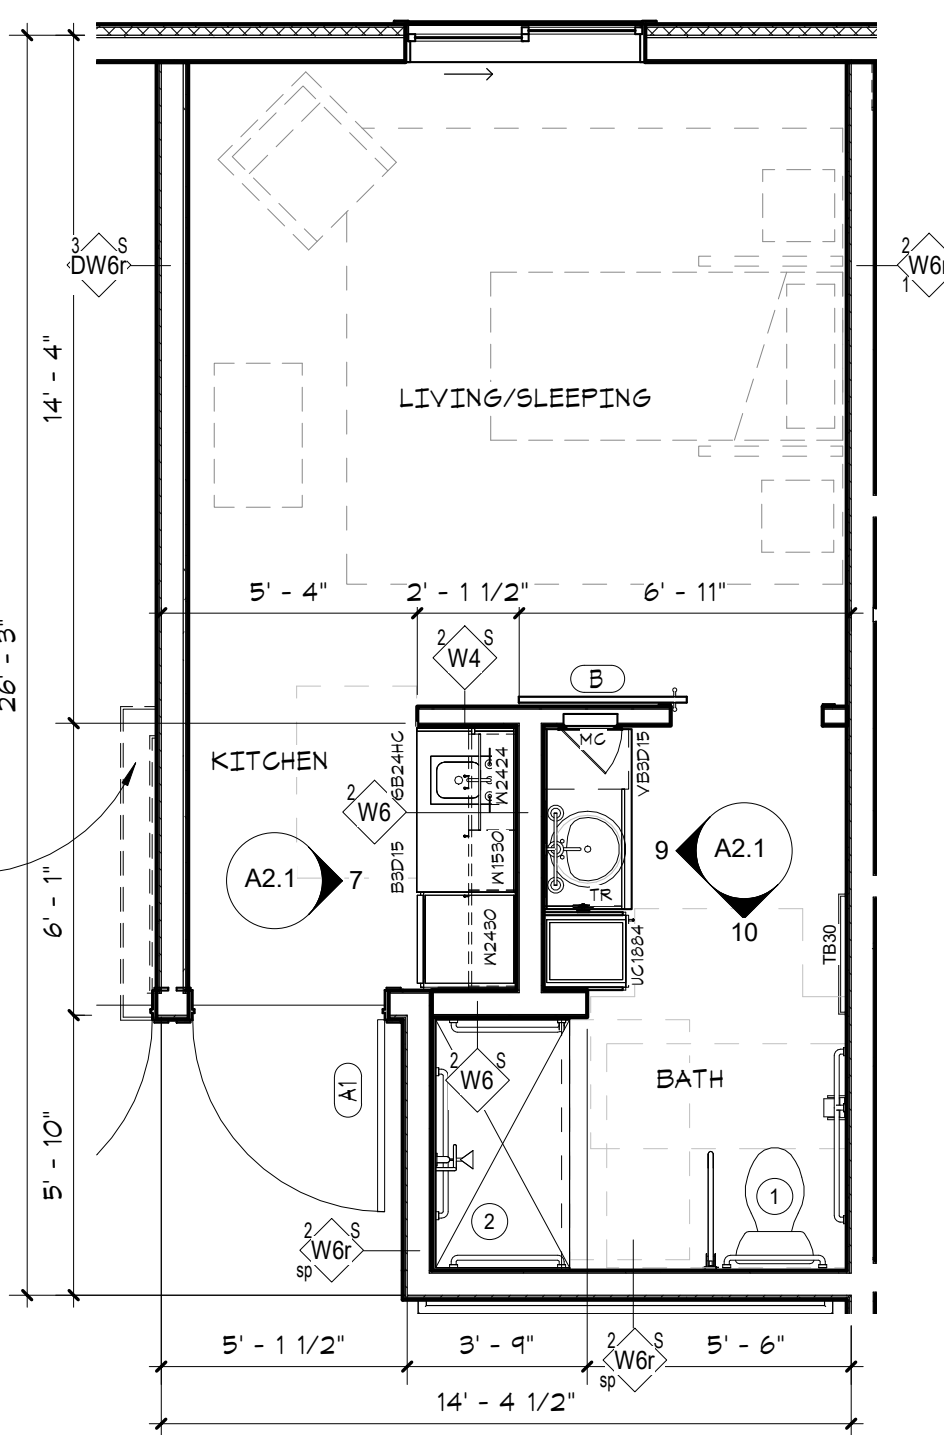 3 S
DW6r
2
W6r
1
14' - 4"
LIVING/SLEEPING
5' - 4"
2' - 1 1/2"
6' - 11"
26' - 3"
2 S
W4
B
KITCHEN
GB24HC
W2424
MC
VB3D15
2
W6
A2.1
7
B3D15
W1530
9
A2.1
10
TR
6' - 1"
W2430
UC1884
TB30
2 S
W6
BATH
A1
5' - 10"
1
2
2 S
W6r
sp
5' - 1 1/2"
3' - 9"
2 S
W6r
sp
5' - 6"
14' - 4 1/2"